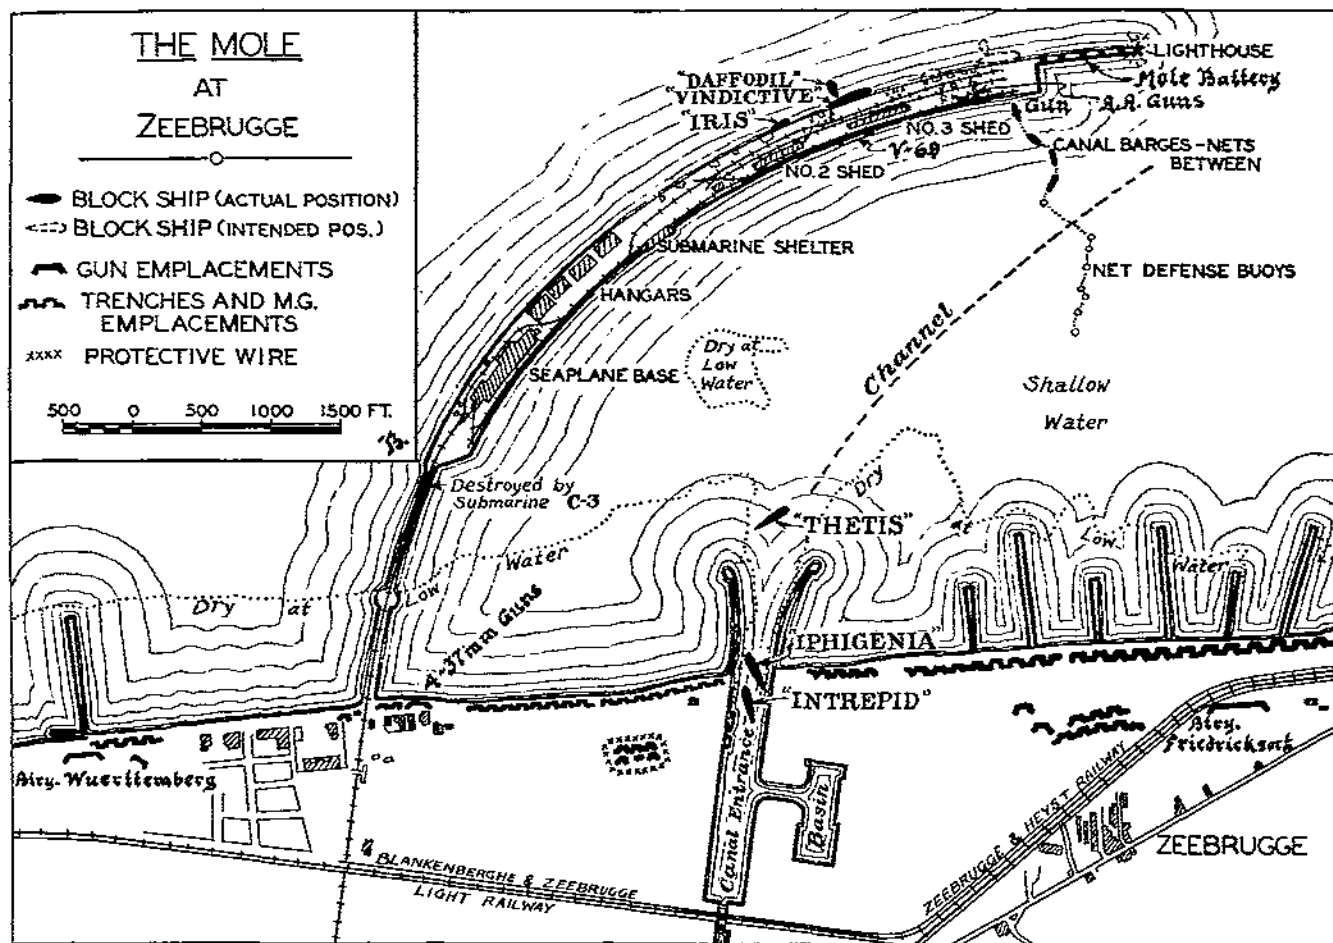 THE MOLE
AT
ZEEBRUGGE
BLOCK SHIP (ACTUAL POSITION)
BLOCK SHIP (INTENDED POS.)
GUN EMPLACEMENTS
TRENCHES AND M.G.
EMPLACEMENTS
xxxx PROTECTIVE WIRE
500 0 500 1000 1500 FT.
LIGHTHOUSE
Mole Battery
"DAFFODIL"
"VINDICTIVE"
"IRIS"
Gun
A.A. Guns
NO. 3 SHED
V-69
CANAL BARGES-NETS
BETWEEN
NO. 2 SHED
SUBMARINE SHELTER
NET DEFENSE BUOYS
HANGARS
Channel
Dry at
Low
Water
SEAPLANE BASE
Shallow
Water
Destroyed by
Submarine C-3
Dry at Low Water
"THETIS"
Dry at Low Water
4-37mm Guns
"IPHIGENIA"
"INTREPID"
Btry. Wuerttemberg
Btry.
Friedricksort
Canal Entrance
Basin
ZEEBRUGGE & HEYST RAILWAY
ZEEBRUGGE
BLANKENBERGHE & ZEEBRUGGE
LIGHT RAILWAY